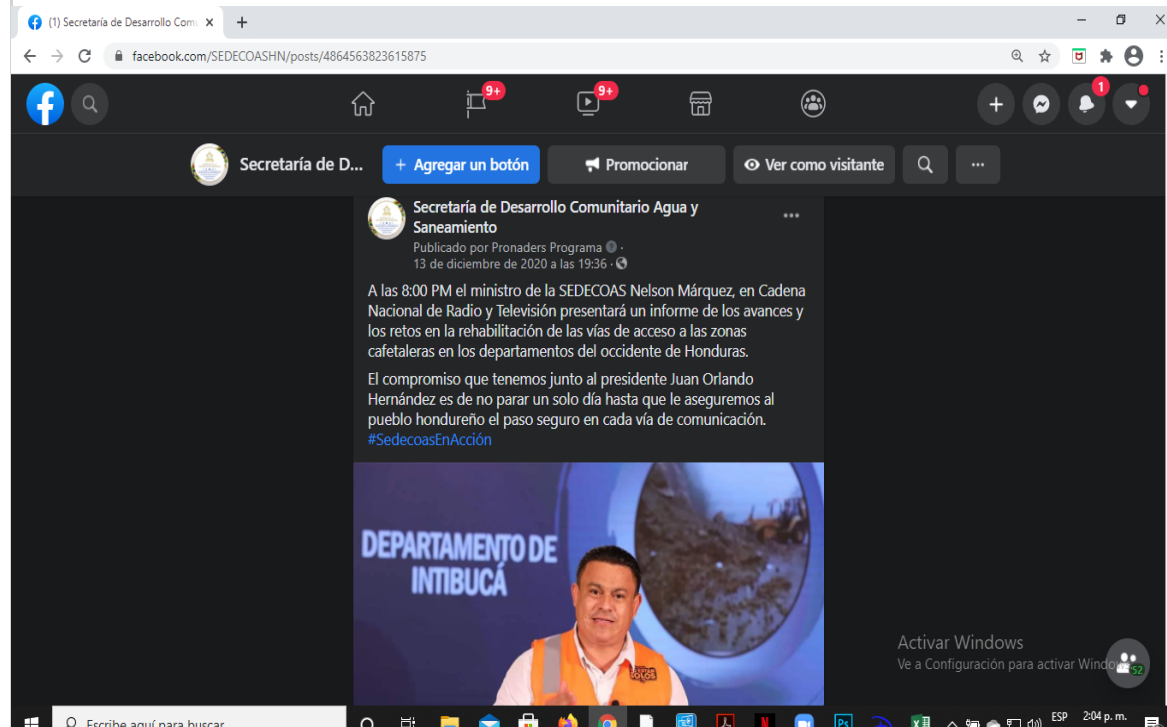 (1) Secretaría de Desarrollo Comu
facebook.com/SEDECOASHN/posts/4864563823615875
9+
9+
1
Secretaría de D...
+ Agregar un botón
Promocionar
Ver como visitante
Secretaría de Desarrollo Comunitario Agua y
Saneamiento
Publicado por Pronaders Programa ·
13 de diciembre de 2020 a las 19:36 ·
A las 8:00 PM el ministro de la SEDECOAS Nelson Márquez, en Cadena
Nacional de Radio y Televisión presentará un informe de los avances y
los retos en la rehabilitación de las vías de acceso a las zonas
cafetaleras en los departamentos del occidente de Honduras.
El compromiso que tenemos junto al presidente Juan Orlando
Hernández es de no parar un solo día hasta que le aseguremos al
pueblo hondureño el paso seguro en cada vía de comunicación.
#SedecoasEnAcción
DEPARTAMENTO DE
INTIBUCÁ
SOLOS
Activar Windows
Ve a Configuración para activar Windo
52
Escribe aquí para buscar
ESP
2:04 p. m.